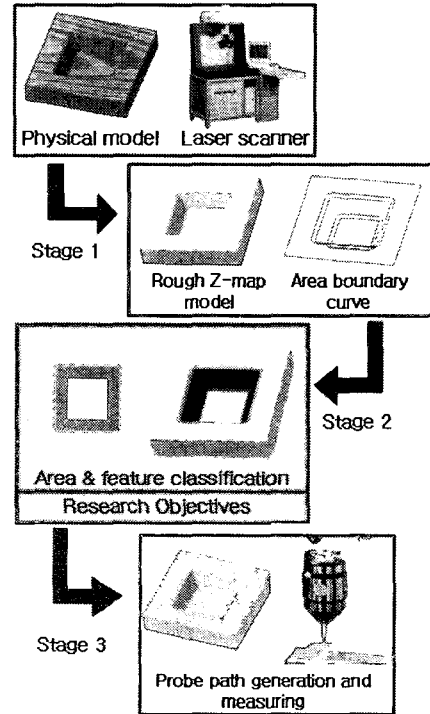 Physical model
Laser scanner
Stage 1
Rough Z-map
model
Area boundary
curve
Stage 2
Area & feature classification
Research Objectives
Stage 3
Probe path generation and
measuring